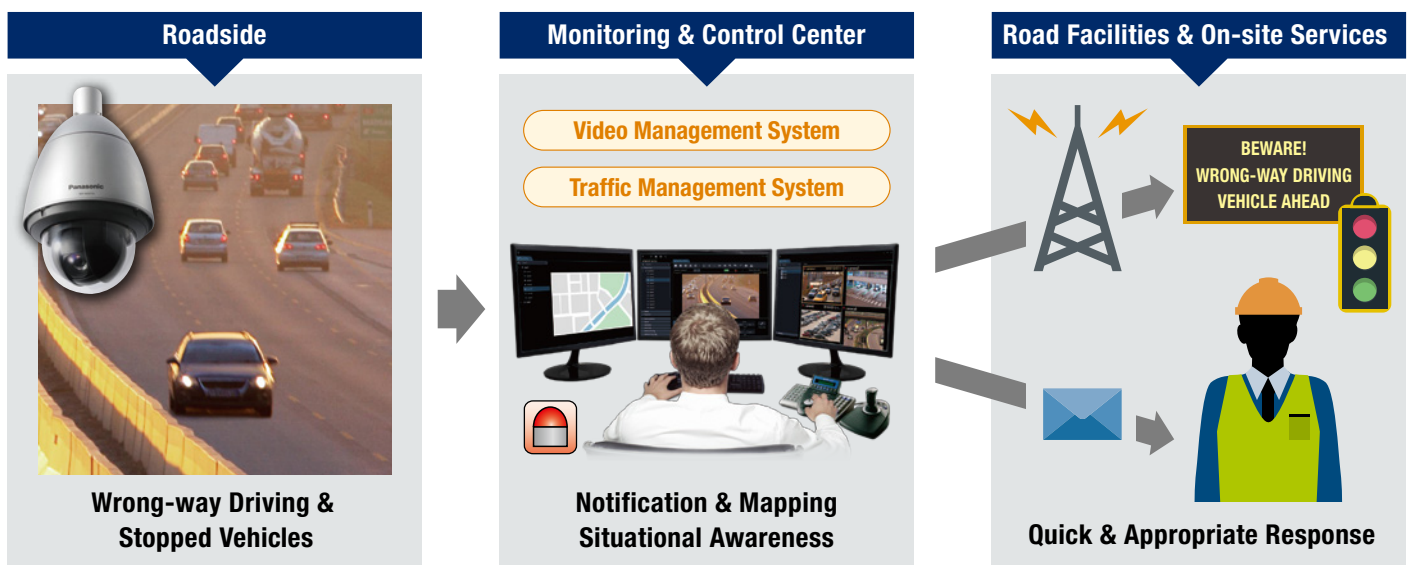 Roadside
Panasonic
Wrong-way Driving &
Stopped Vehicles
Monitoring & Control Center
Video Management System
Traffic Management System
Notification & Mapping
Situational Awareness
Road Facilities & On-site Services
BEWARE!
WRONG-WAY DRIVING
VEHICLE AHEAD
Quick & Appropriate Response